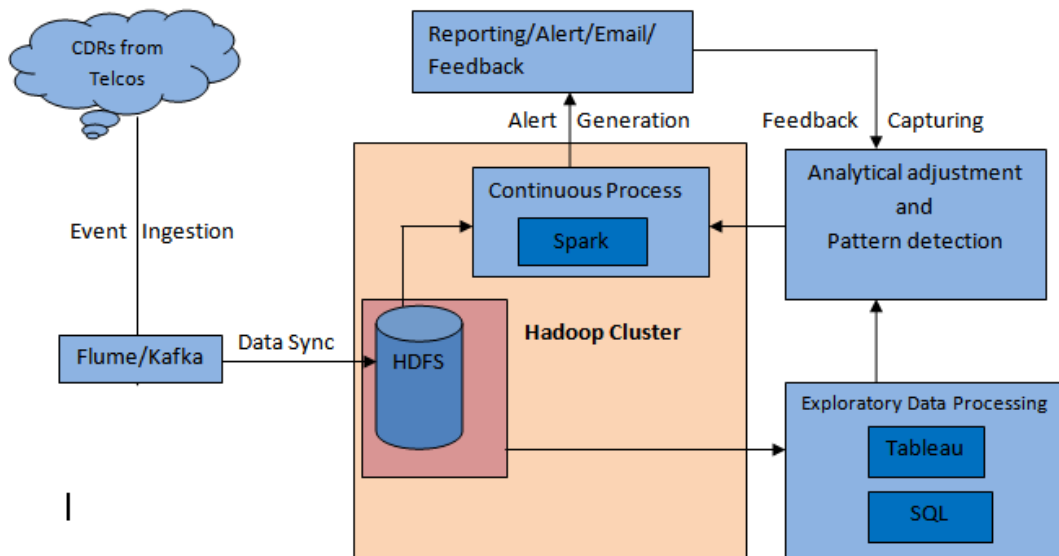 CDRs from
Telcos
Reporting/Alert/Email/
Feedback
Alert Generation
Feedback Capturing
Continuous Process
Spark
Analytical adjustment
and
Pattern detection
Event Ingestion
Hadoop Cluster
Flume/Kafka
Data Sync
HDFS
Exploratory Data Processing
Tableau
SQL